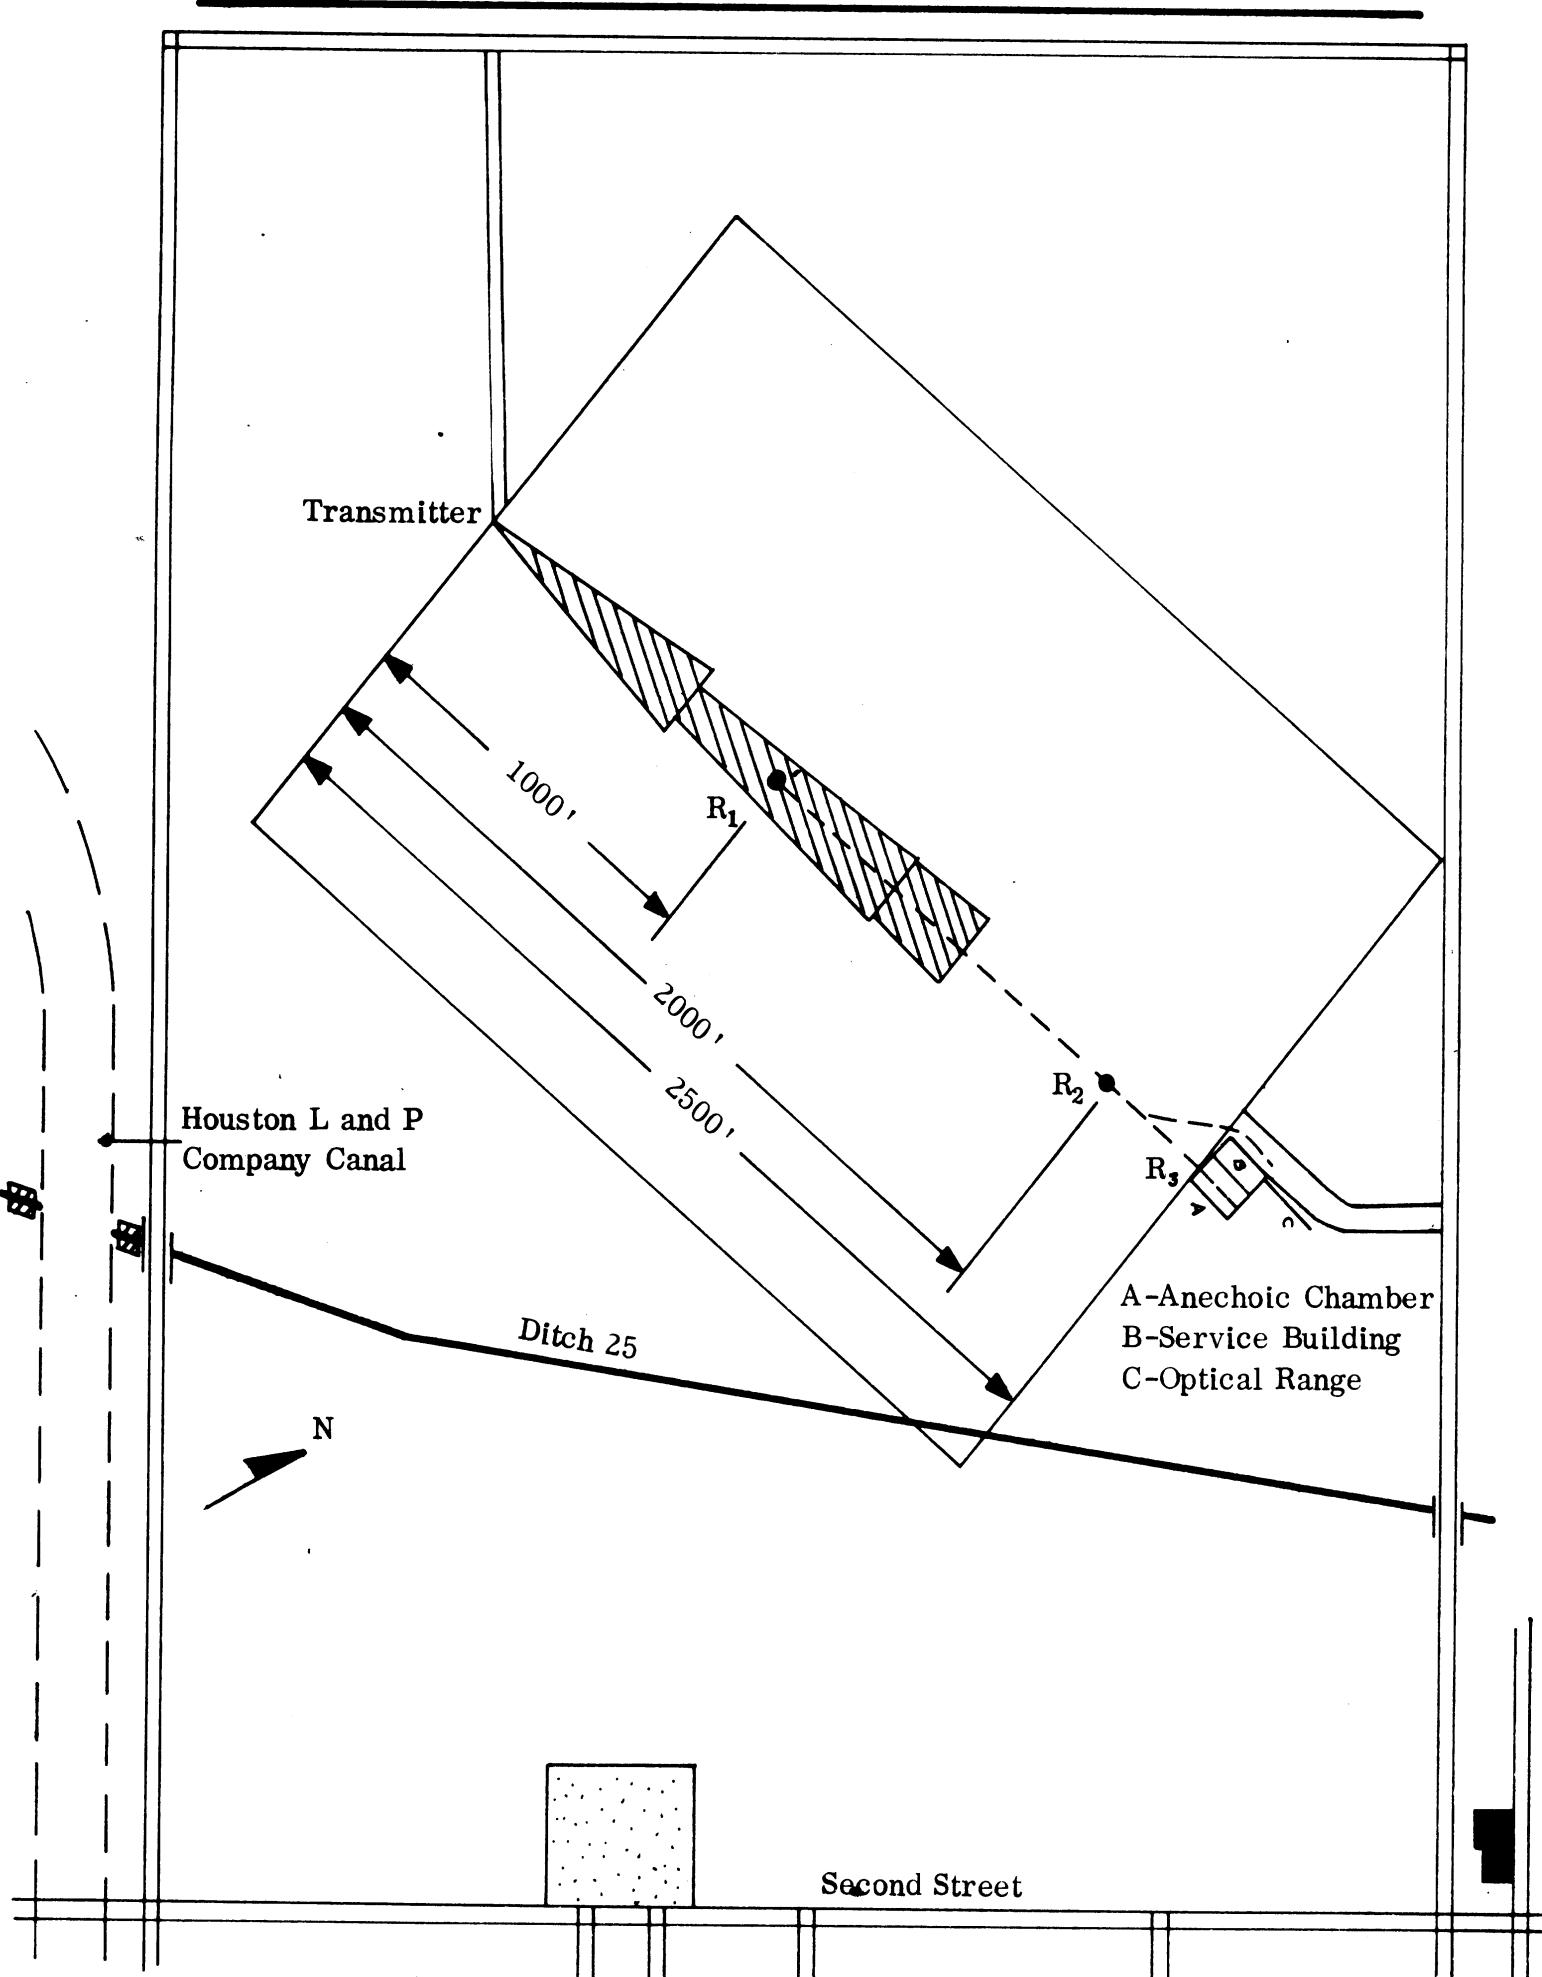 Transmitter
1000'
R1
2000'
R2
2500'
Houston L and P
Company Canal
R3
B
A
C
A-Anechoic Chamber
B-Service Building
C-Optical Range
Ditch 25
N
Second Street